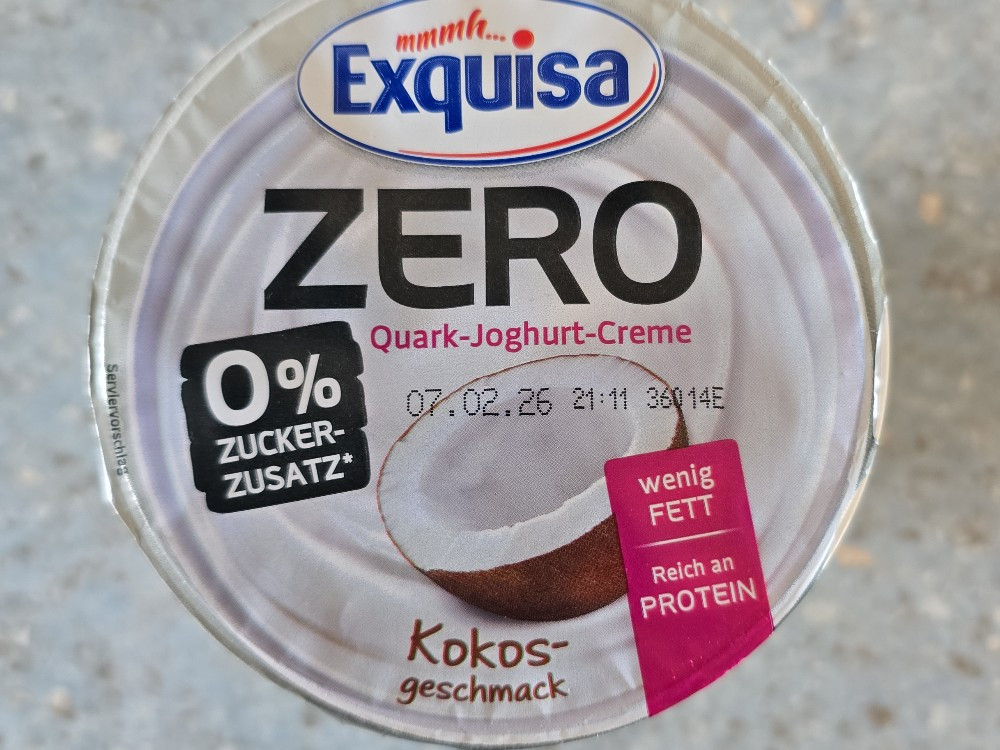 mmmh...
Exquisa
ZERO
Quark-Joghurt-Creme
0%
ZUCKER-
ZUSATZ*
07.02.26 21:11 36014E
wenig
FETT
Reich an
PROTEIN
Kokos-
geschmack
Serviervorschlag